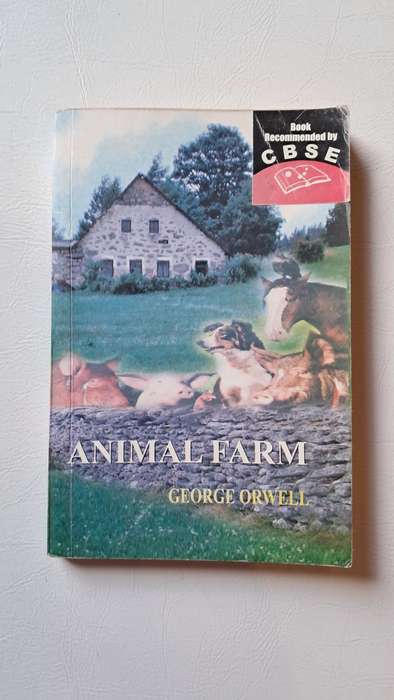 Book
Recommended by
CBSE
ANIMAL FARM
GEORGE ORWELL